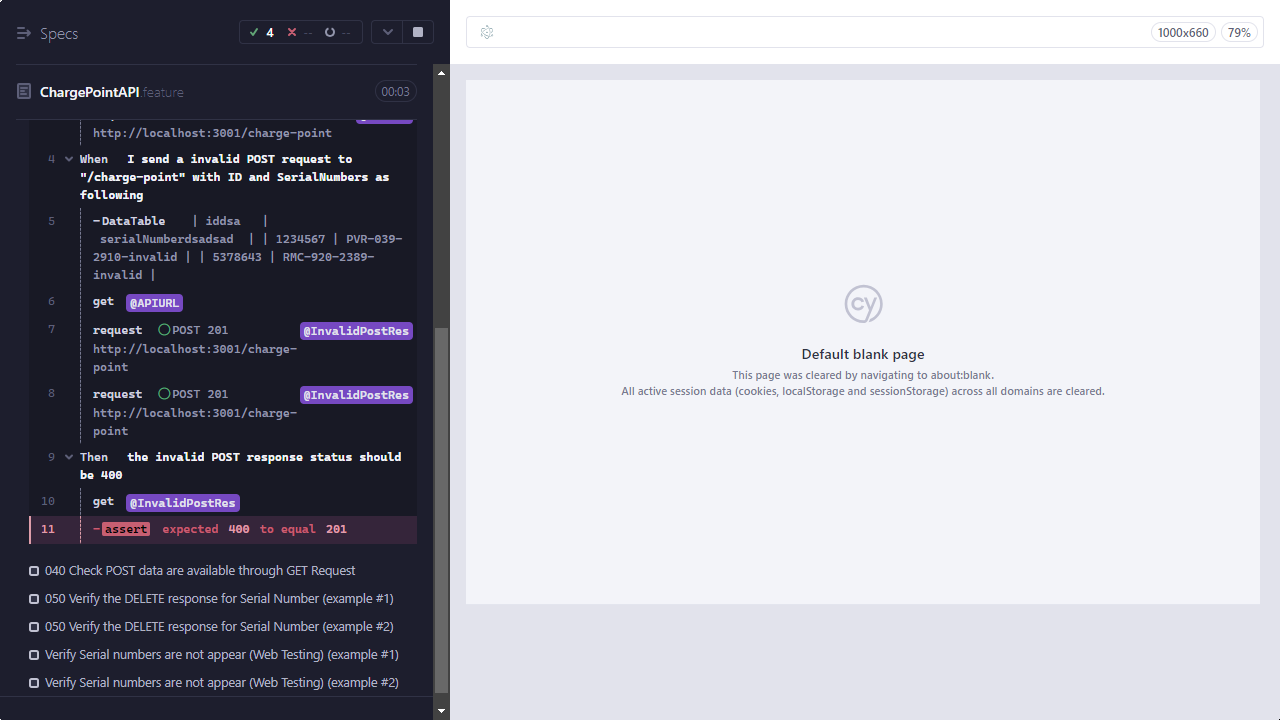 Specs
4
--
--
1000x660
79%
ChargePointAPI.feature
00:03
http://localhost:3001/charge-point
4 When I send a invalid POST request to
"/charge-point" with ID and SerialNumbers as
following
5 -DataTable | iddsa |
serialNumberdsadsad | | 1234567 | PVR-039-
2910-invalid | | 5378643 | RMC-920-2389-
invalid |
6 get @APIURL
7 request POST 201 @InvalidPostRes
http://localhost:3001/charge-
point
8 request POST 201 @InvalidPostRes
http://localhost:3001/charge-
point
9 Then the invalid POST response status should
be 400
10 get @InvalidPostRes
11 -assert expected 400 to equal 201
040 Check POST data are available through GET Request
050 Verify the DELETE response for Serial Number (example #1)
050 Verify the DELETE response for Serial Number (example #2)
Verify Serial numbers are not appear (Web Testing) (example #1)
Verify Serial numbers are not appear (Web Testing) (example #2)
cy
Default blank page
This page was cleared by navigating to about:blank.
All active session data (cookies, localStorage and sessionStorage) across all domains are cleared.